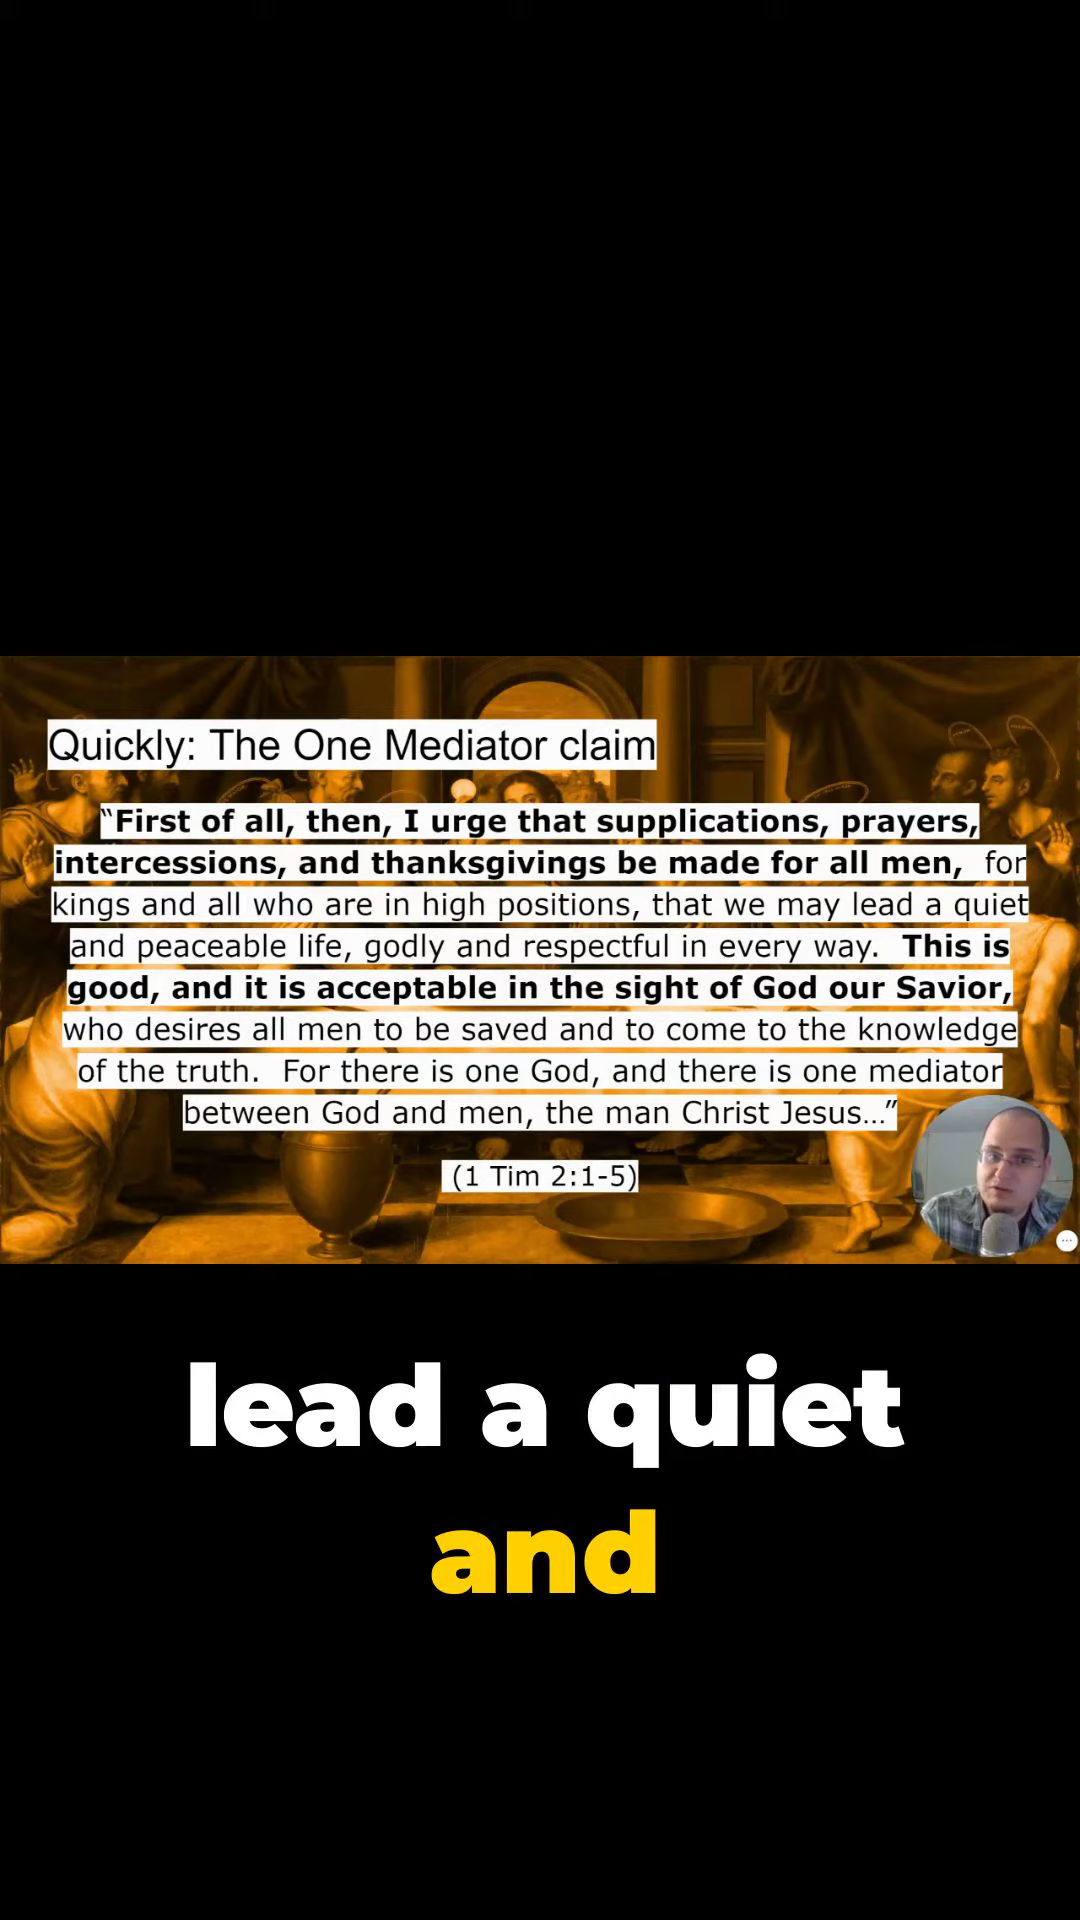 Quickly: The One Mediator claim
“First of all, then, I urge that supplications, prayers,
intercessions, and thanksgivings be made for all men,  for
kings and all who are in high positions, that we may lead a quiet
and peaceable life, godly and respectful in every way.  This is
good, and it is acceptable in the sight of God our Savior,
who desires all men to be saved and to come to the knowledge
of the truth.  For there is one God, and there is one mediator
between God and men, the man Christ Jesus…”
(1 Tim 2:1-5)
lead a quiet
and